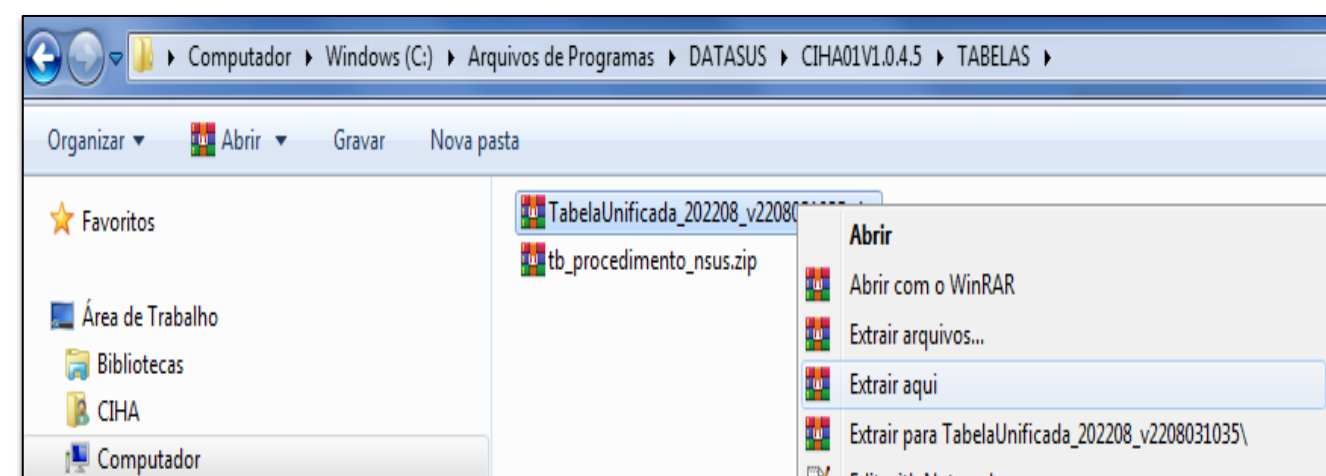 Computador Windows (C:) Arquivos de Programas DATASUS CIHA01V1.0.4.5 TABELAS
Organizar Abrir Gravar Nova pasta
Favoritos
Área de Trabalho
Bibliotecas
CIHA
Computador
TabelaUnificada_202208_v2208
tb_procedimento_nsus.zip
Abrir
Abrir com o WinRAR
Extrair arquivos...
Extrair aqui
Extrair para TabelaUnificada_202208_v2208031035\